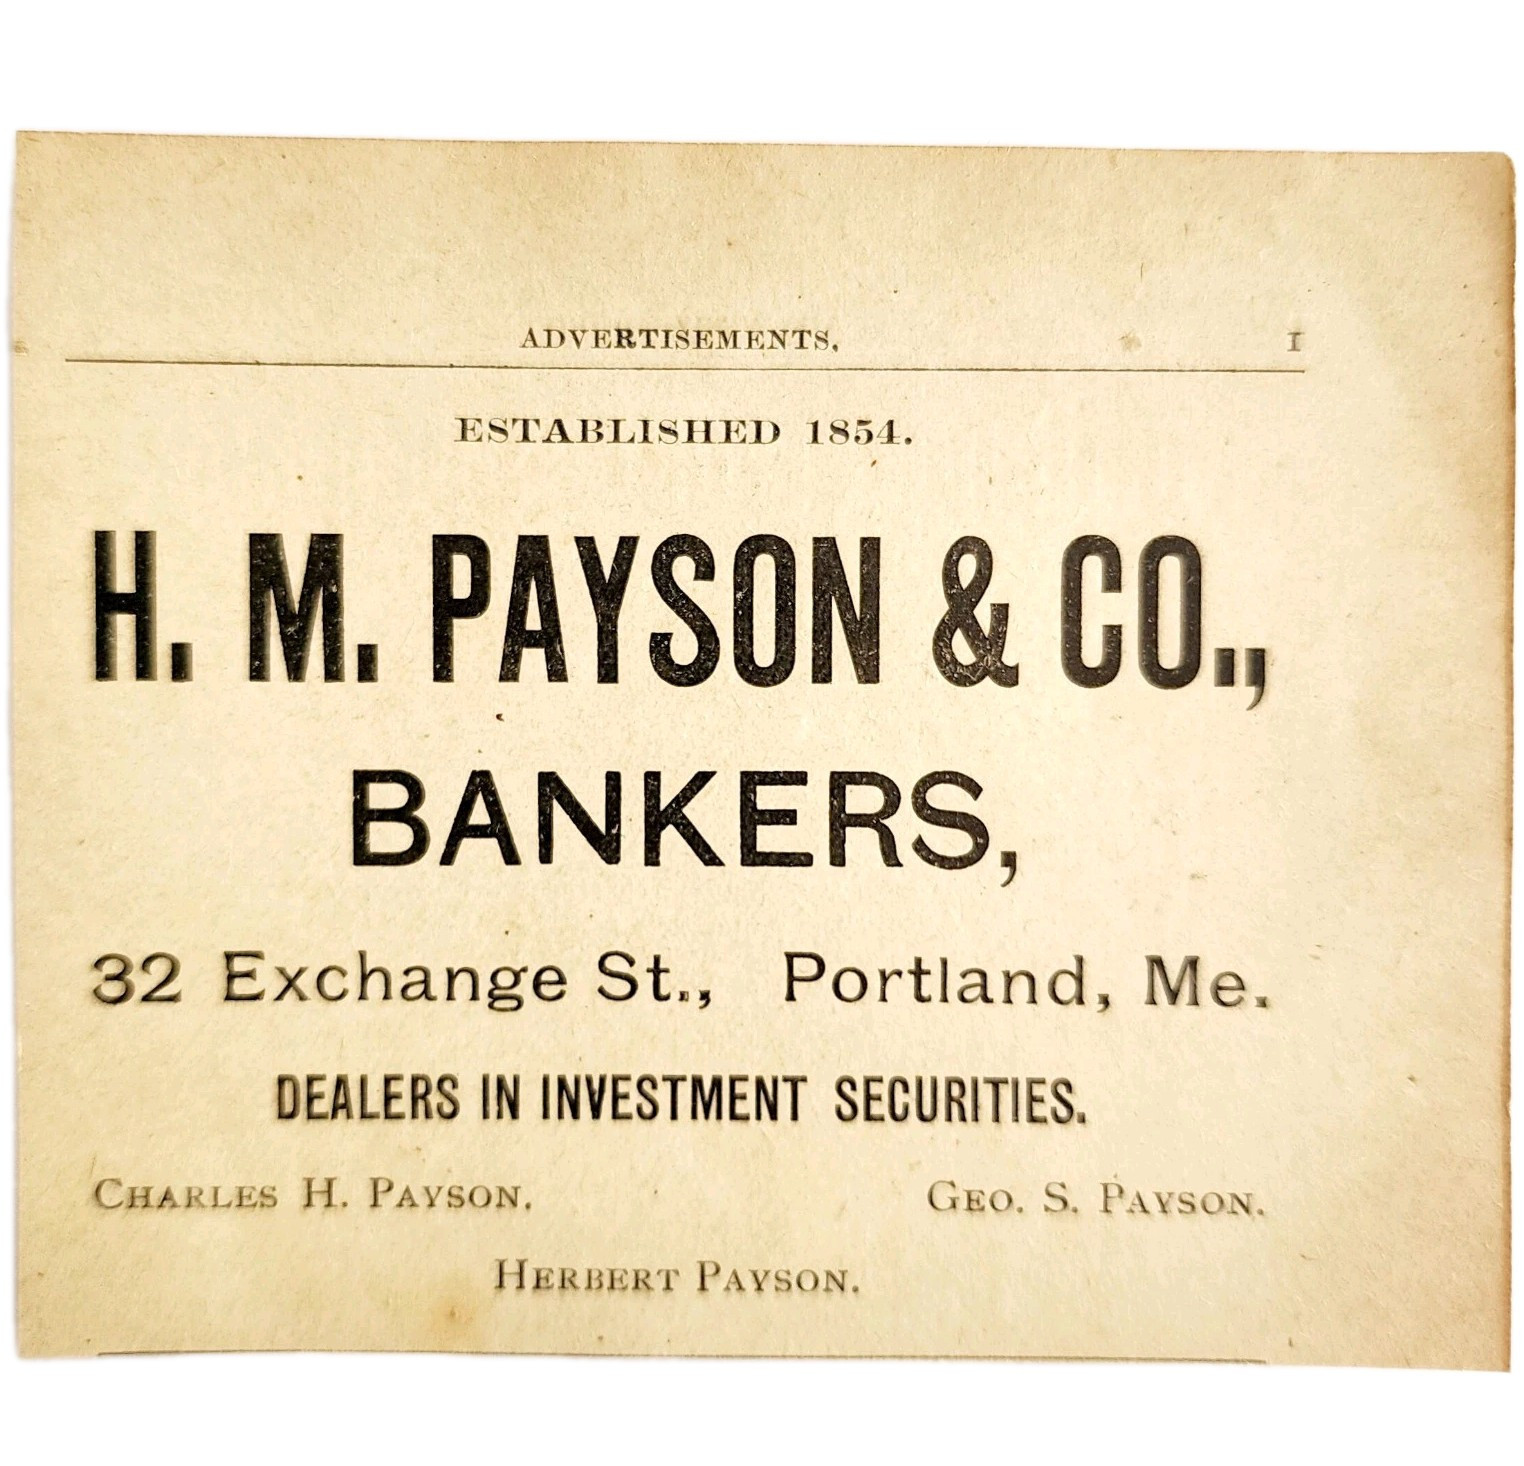 ADVERTISEMENTS. I
ESTABLISHED 1854.
H. M. PAYSON & CO.,
BANKERS,
32 Exchange St., Portland, Me.
DEALERS IN INVESTMENT SECURITIES.
CHARLES H. PAYSON. GEO. S. PAYSON.
HERBERT PAYSON.